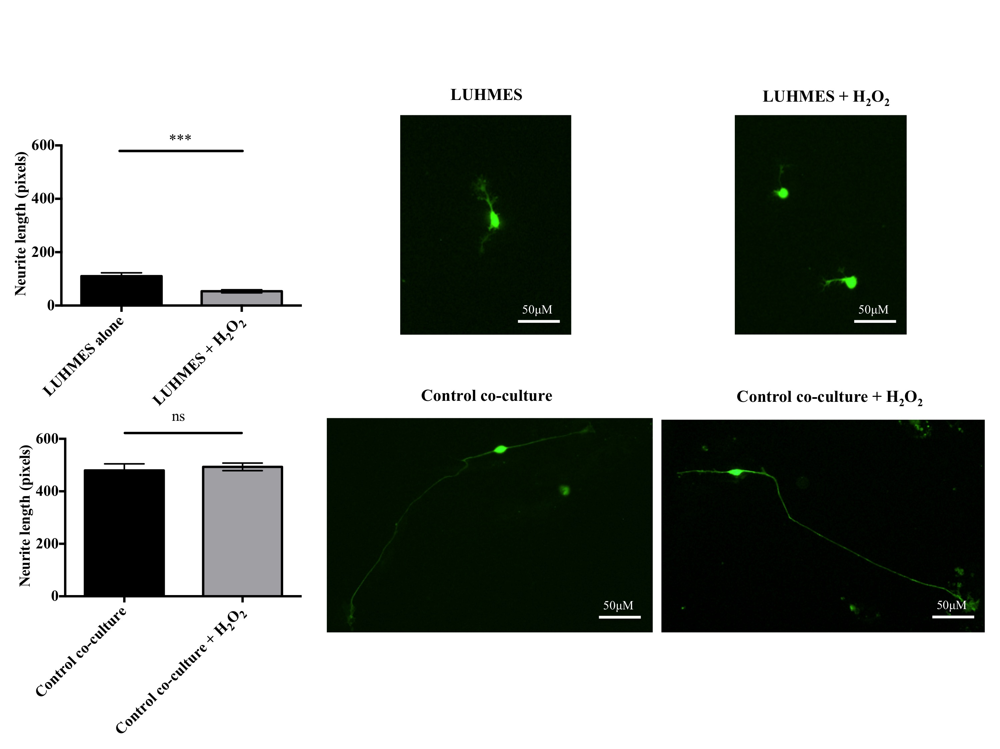 LUHMES
LUHMES + H₂O₂
***
600
400
200
0
Neurite length (pixels)
LUHMES alone
LUHMES + H₂O₂
50μM
50μM
Control co-culture
Control co-culture + H₂O₂
ns
600
400
200
0
Neurite length (pixels)
Control co-culture
Control co-culture + H₂O₂
50μM
50μM